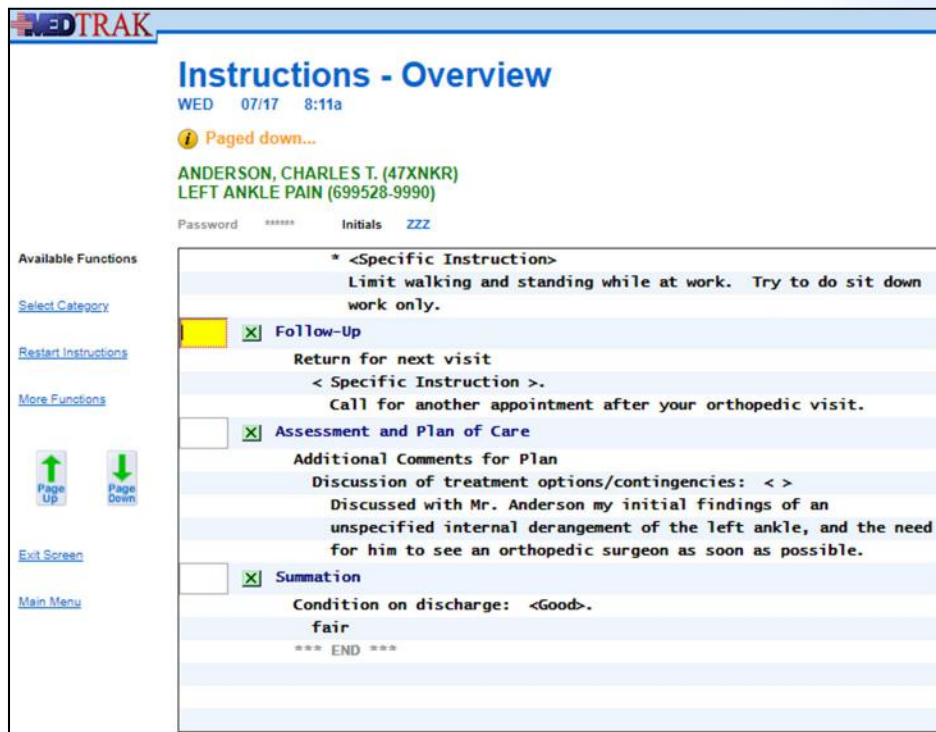 MEDTRAK
Instructions - Overview
WED 07/17 8:11a
i Paged down...
ANDERSON, CHARLES T. (47XNKR)
LEFT ANKLE PAIN (699528-9990)
Password ****** Initials ZZZ
Available Functions
Select Category
Restart Instructions
More Functions
Page Up
Page Down
Exit Screen
Main Menu
* <Specific Instruction>
Limit walking and standing while at work. Try to do sit down
work only.
X Follow-Up
Return for next visit
< Specific Instruction >.
Call for another appointment after your orthopedic visit.
X Assessment and Plan of Care
Additional Comments for Plan
Discussion of treatment options/contingencies: < >
Discussed with Mr. Anderson my initial findings of an
unspecified internal derangement of the left ankle, and the need
for him to see an orthopedic surgeon as soon as possible.
X Summation
Condition on discharge: <Good>.
fair
*** END ***